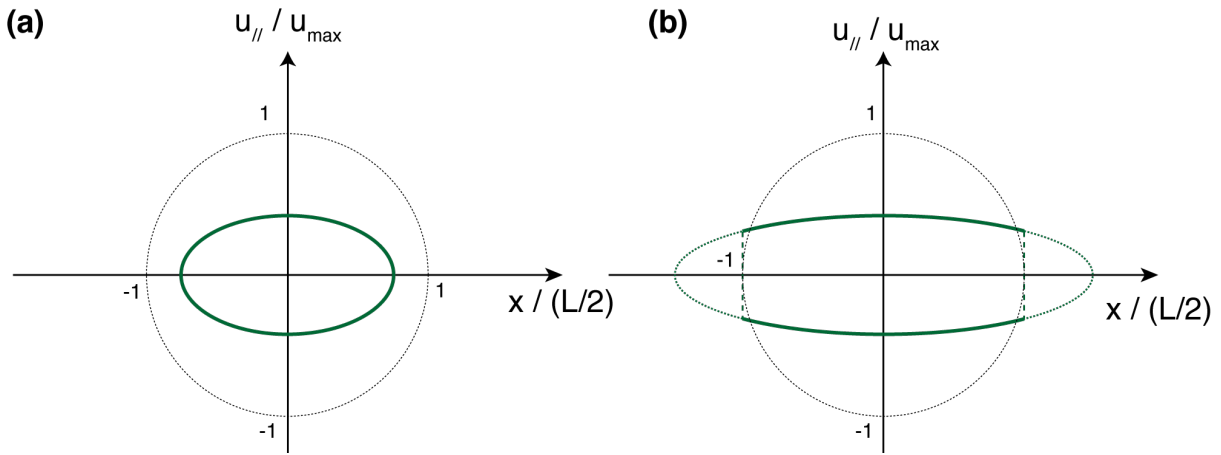 (a)
u// / umax
1
-1
1
x / (L/2)
-1
(b)
u// / umax
1
-1
x / (L/2)
-1